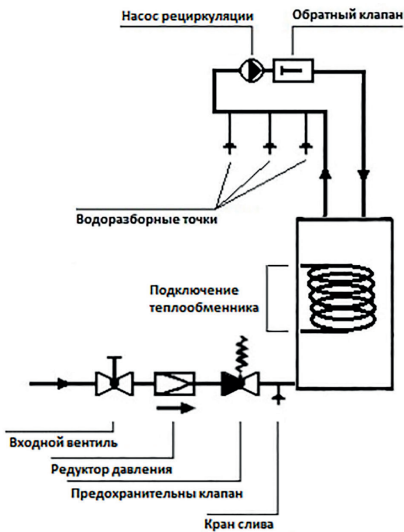 Насос рециркуляции
Обратный клапан
Водоразборные точки
Подключение
теплообменника
Входной вентиль
Редуктор давления
Предохранительны клапан
Кран слива